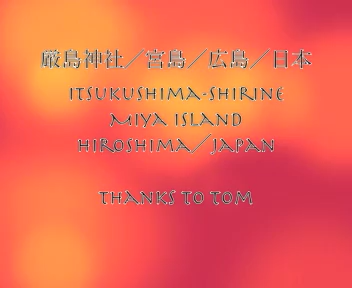 厳島神社／宮島／広島／日本
ITSUKUSHIMA-SHIRINE
MIYA ISLAND
HIROSHIMA／JAPAN
THANKS TO TOM